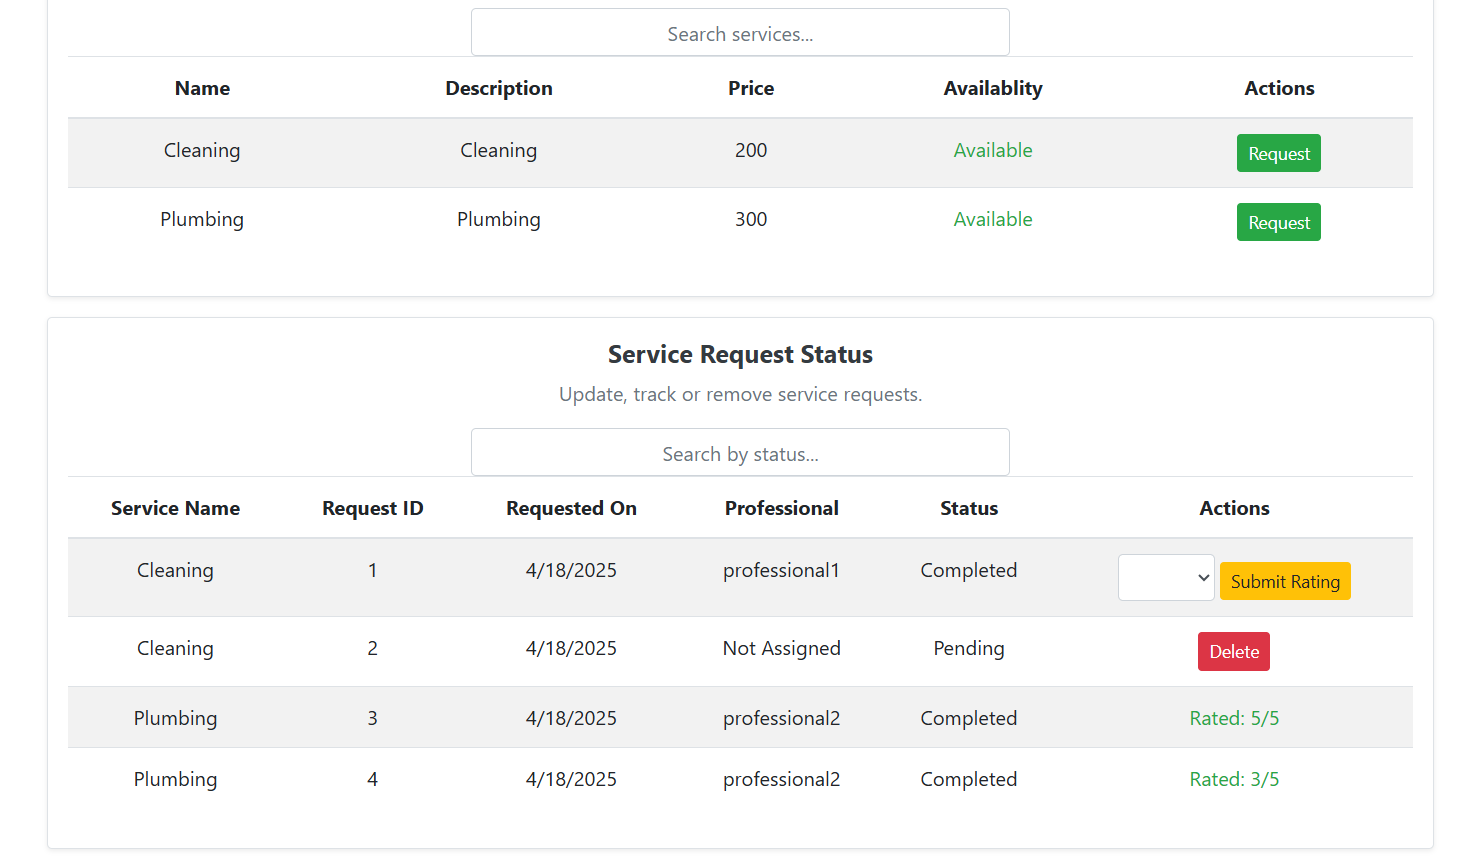 Search services...
Name Description Price Availablity Actions
Cleaning Cleaning 200 Available Request
Plumbing Plumbing 300 Available Request
Service Request Status
Update, track or remove service requests.
Search by status...
Service Name Request ID Requested On Professional Status Actions
Cleaning 1 4/18/2025 professional1 Completed Submit Rating
Cleaning 2 4/18/2025 Not Assigned Pending Delete
Plumbing 3 4/18/2025 professional2 Completed Rated: 5/5
Plumbing 4 4/18/2025 professional2 Completed Rated: 3/5